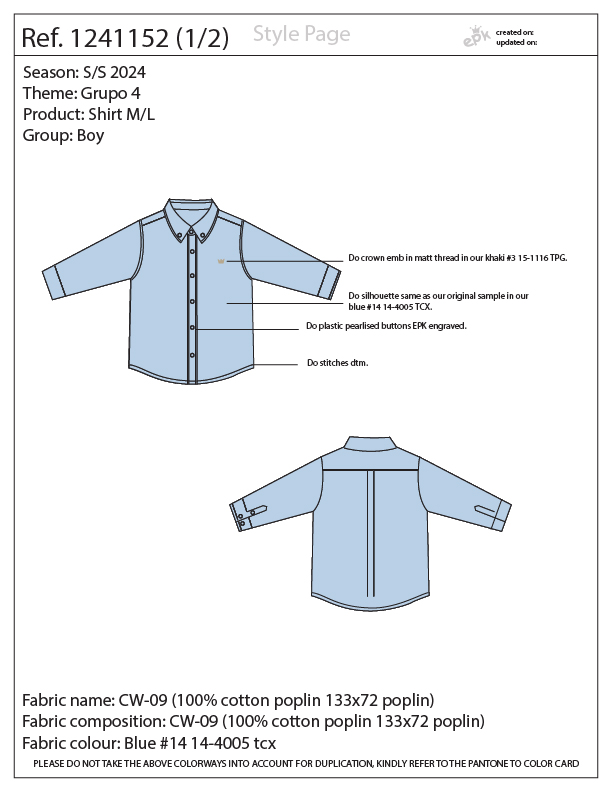 Ref. 1241152 (1/2)
Style Page
epk
created on:
updated on:
Season: S/S 2024
Theme: Grupo 4
Product: Shirt M/L
Group: Boy
Do crown emb in matt thread in our khaki #3 15-1116 TPG.
Do silhouette same as our original sample in our
blue #14 14-4005 TCX.
Do plastic pearlised buttons EPK engraved.
Do stitches dtm.
Fabric name: CW-09 (100% cotton poplin 133x72 poplin)
Fabric composition: CW-09 (100% cotton poplin 133x72 poplin)
Fabric colour: Blue #14 14-4005 tcx
PLEASE DO NOT TAKE THE ABOVE COLORWAYS INTO ACCOUNT FOR DUPLICATION, KINDLY REFER TO THE PANTONE TO COLOR CARD